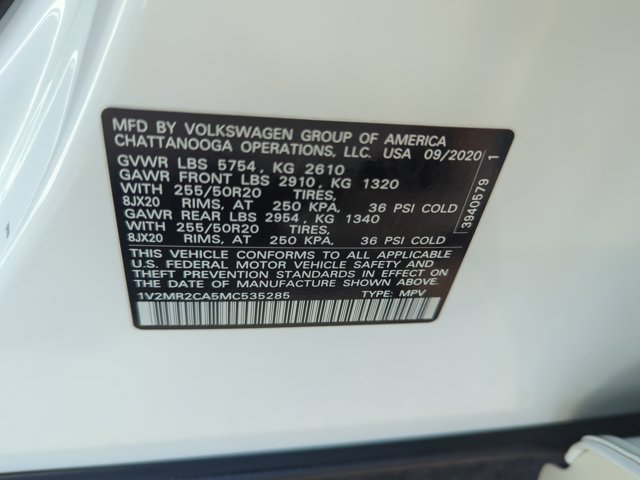 MFD BY VOLKSWAGEN GROUP OF AMERICA
CHATTANOOGA OPERATIONS, LLC. USA 09/2020
GVWR LBS 5754, KG 2610
GAWR FRONT LBS 2910, KG 1320
WITH 255/50R20 TIRES,
8JX20 RIMS, AT 250 KPA, 36 PSI COLD
GAWR REAR LBS 2954, KG 1340
WITH 255/50R20 TIRES,
8JX20 RIMS, AT 250 KPA, 36 PSI COLD
THIS VEHICLE CONFORMS TO ALL APPLICABLE
U.S. FEDERAL MOTOR VEHICLE SAFETY AND
THEFT PREVENTION STANDARDS IN EFFECT ON
THE DATE OF MANUFACTURE SHOWN ABOVE.
1V2MR2CA5MC535285 TYPE: MPV
3940579 1